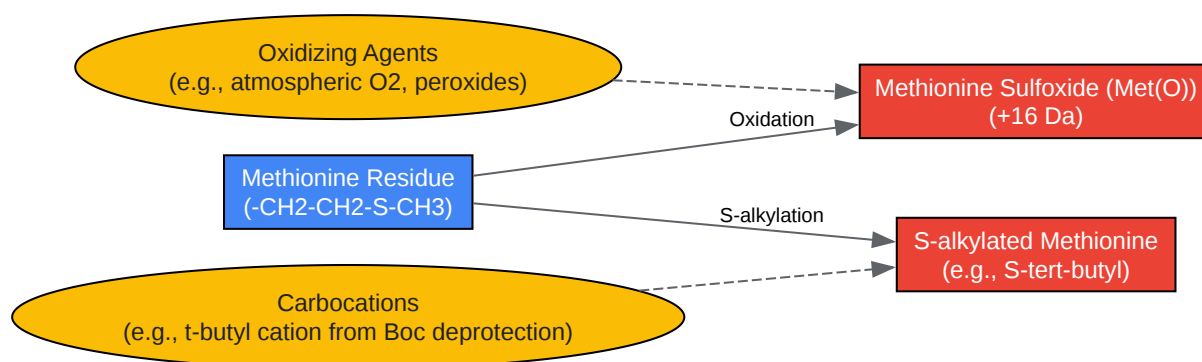 Oxidizing Agents
(e.g., atmospheric O2, peroxides)
Methionine Sulfoxide (Met(O))
(+16 Da)
Oxidation
Methionine Residue
(-CH2-CH2-S-CH3)
S-alkylation
S-alkylated Methionine
(e.g., S-tert-butyl)
Carbocations
(e.g., t-butyl cation from Boc deprotection)